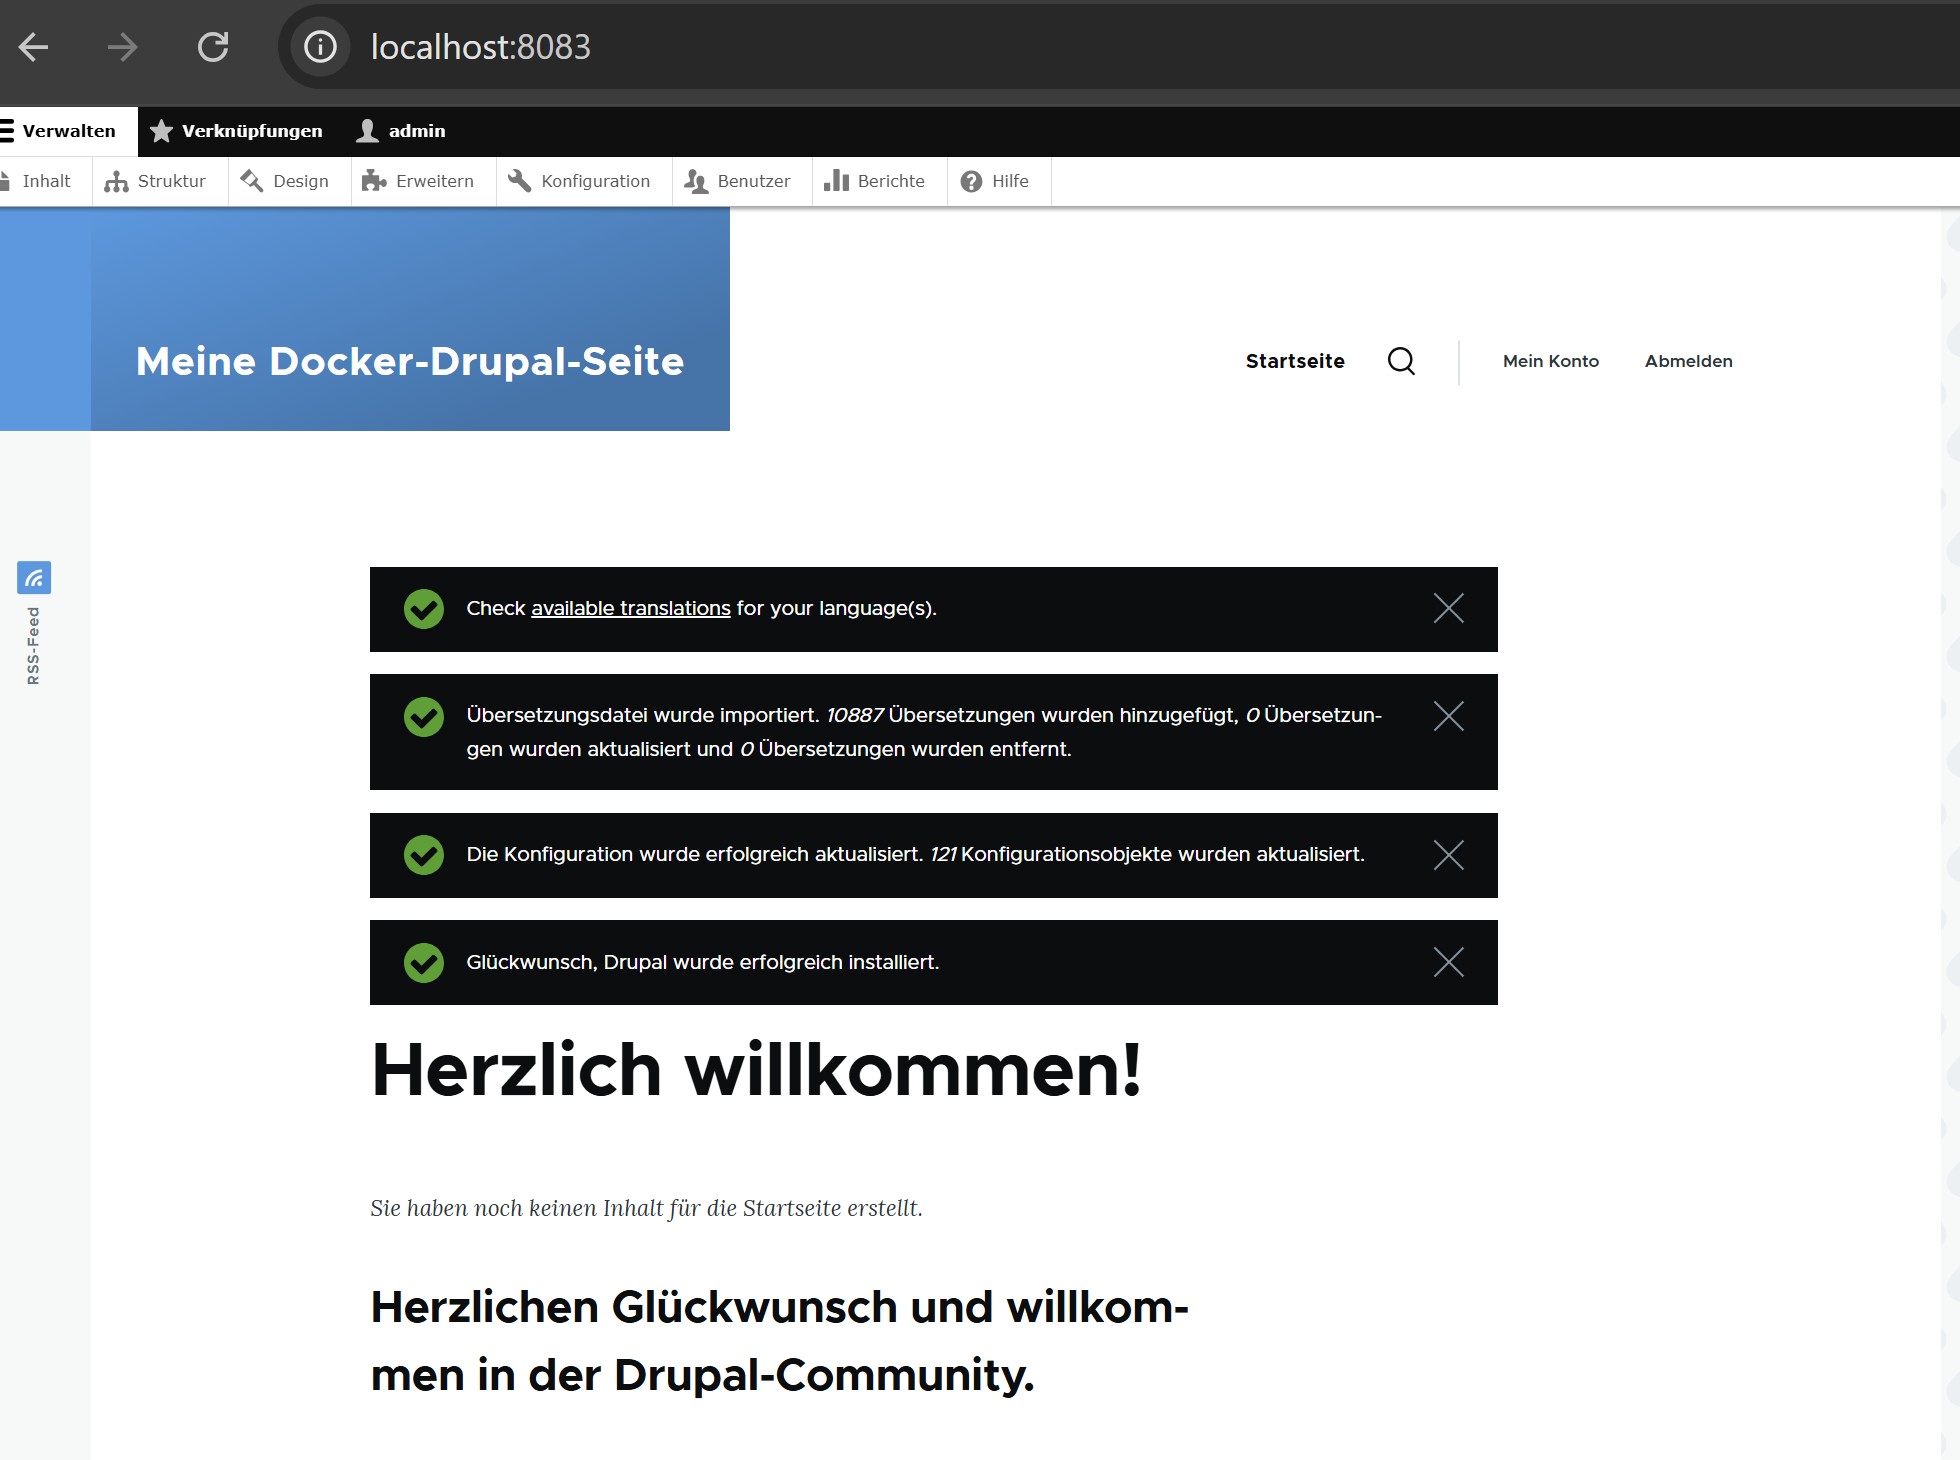 localhost:8083
Verwalten Verknüpfungen admin
Inhalt Struktur Design Erweitern Konfiguration Benutzer Berichte Hilfe
Meine Docker-Drupal-Seite
Startseite Mein Konto Abmelden
RSS-Feed
Check available translations for your language(s).
Übersetzungsdatei wurde importiert. 10887 Übersetzungen wurden hinzugefügt, 0 Übersetzun-
gen wurden aktualisiert und 0 Übersetzungen wurden entfernt.
Die Konfiguration wurde erfolgreich aktualisiert. 121 Konfigurationsobjekte wurden aktualisiert.
Glückwunsch, Drupal wurde erfolgreich installiert.
Herzlich willkommen!
Sie haben noch keinen Inhalt für die Startseite erstellt.
Herzlichen Glückwunsch und willkom-
men in der Drupal-Community.